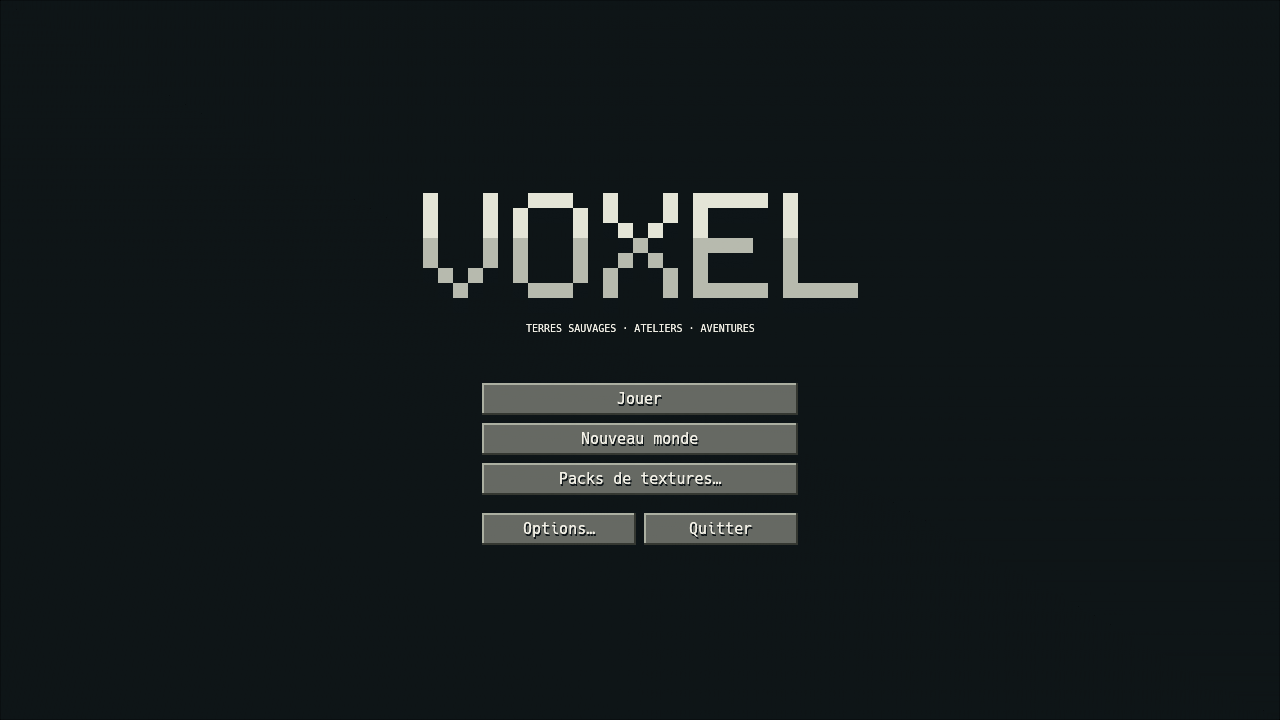 VOXEL
TERRES SAUVAGES · ATELIERS · AVENTURES
Jouer
Nouveau monde
Packs de textures…
Options… Quitter